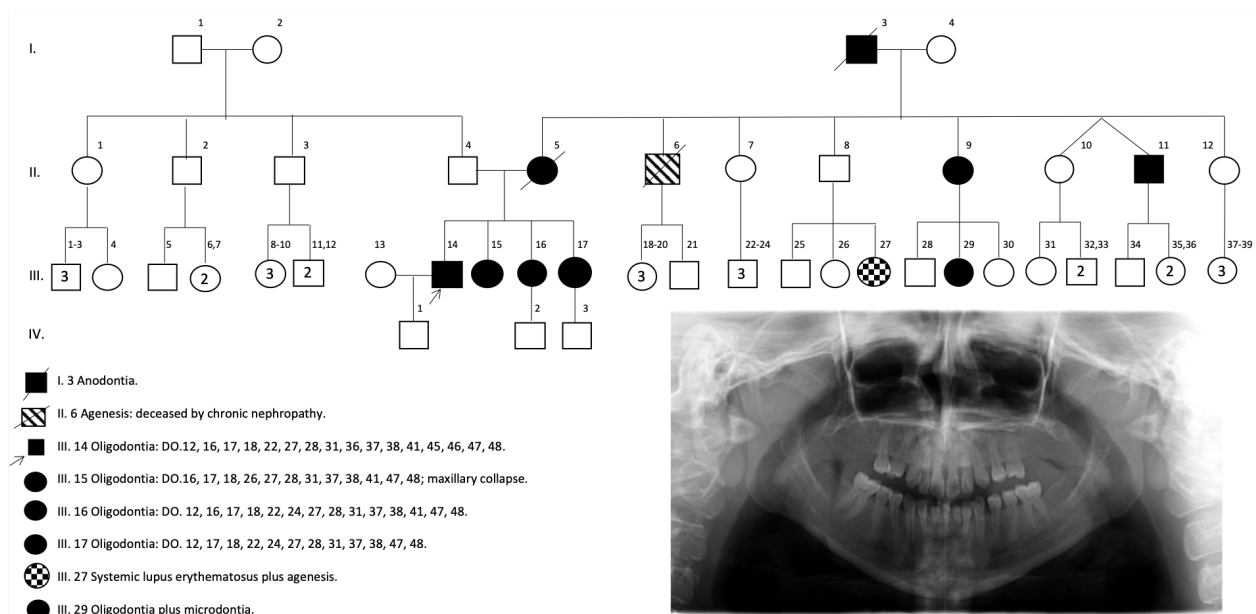 1 2 3 4
I.
1 2 3 4 5 6 7 8 9 10 11 12
II.
1-3 4 5 6,7 8-10 11,12 13 14 15 16 17 18-20 21 22-24 25 26 27 28 29 30 31 32,33 34 35,36 37-39
III. 3 2 3 2 3 3 2 2 3
1 2 3
IV.
I. 3 Anodontia.
II. 6 Agenesis: deceased by chronic nephropathy.
III. 14 Oligodontia: DO.12, 16, 17, 18, 22, 27, 28, 31, 36, 37, 38, 41, 45, 46, 47, 48.
III. 15 Oligodontia: DO.16, 17, 18, 26, 27, 28, 31, 37, 38, 41, 47, 48; maxillary collapse.
III. 16 Oligodontia: DO. 12, 16, 17, 18, 22, 24, 27, 28, 31, 37, 38, 41, 47, 48.
III. 17 Oligodontia: DO. 12, 17, 18, 22, 24, 27, 28, 31, 37, 38, 47, 48.
III. 27 Systemic lupus erythematosus plus agenesis.
III. 29 Oligodontia plus microdontia.